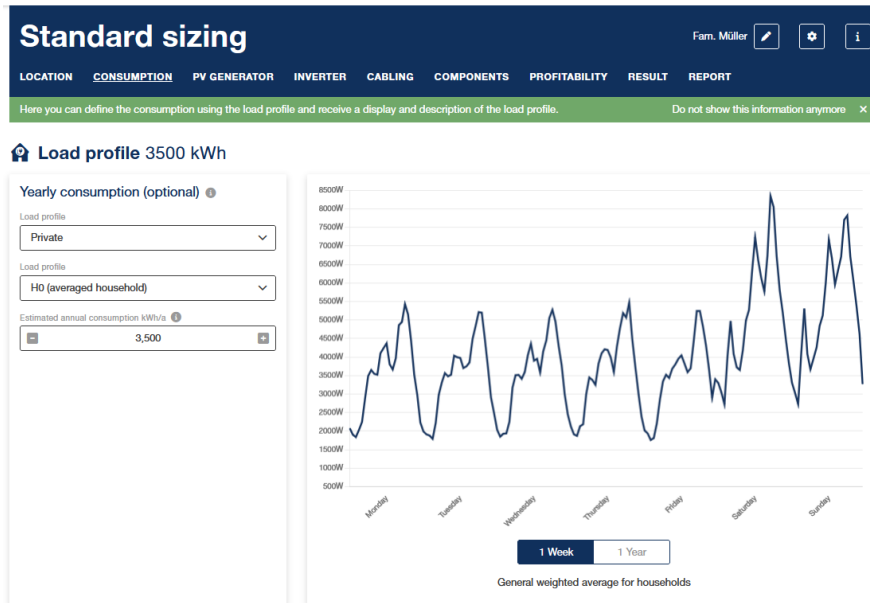 Standard sizing
Fam. Müller
i
LOCATION CONSUMPTION PV GENERATOR INVERTER CABLING COMPONENTS PROFITABILITY RESULT REPORT
Here you can define the consumption using the load profile and receive a display and description of the load profile. Do not show this information anymore ×
Load profile 3500 kWh
Yearly consumption (optional) i
Load profile
Private
Load profile
H0 (averaged household)
Estimated annual consumption kWh/a i
- 3,500 +
8500W
8000W
7500W
7000W
6500W
6000W
5500W
5000W
4500W
4000W
3500W
3000W
2500W
2000W
1500W
1000W
500W
Monday Tuesday Wednesday Thursday Friday Saturday Sunday
1 Week 1 Year
General weighted average for households